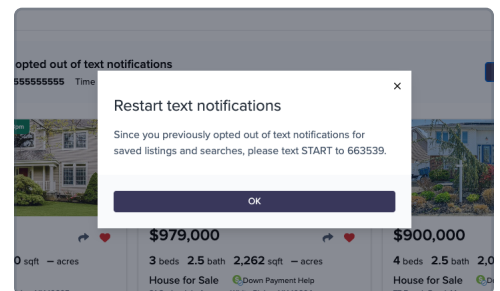 opted out of text notifications
555555555 Time
×
Restart text notifications
Since you previously opted out of text notifications for
saved listings and searches, please text START to 663539.
OK
pm
0 sqft — acres
$979,000
3 beds 2.5 bath 2,262 sqft — acres
House for Sale Down Payment Help
$900,000
4 beds 2.5 bath 2,0
House for Sale D